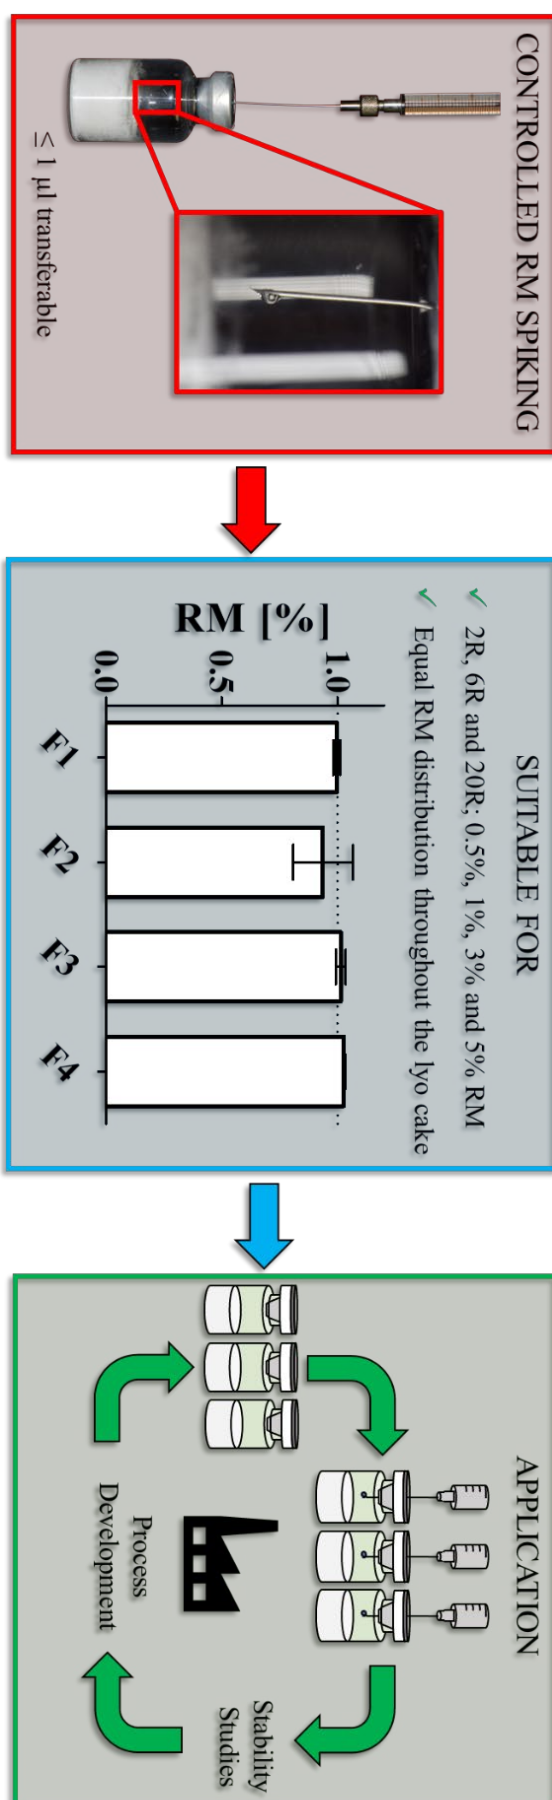 CONTROLLED RM SPIKING
≤ 1 µl transferable
SUITABLE FOR
✓ 2R, 6R and 20R; 0.5%, 1%, 3% and 5% RM
✓ Equal RM distribution throughout the lyo cake
RM [%]
1.0
0.5
0.0
F1
F2
F3
F4
APPLICATION
Stability
Studies
Process
Development